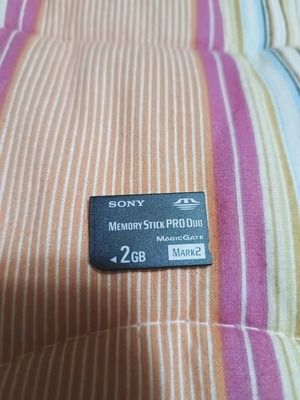 SONY
MEMORY STICK PRO DUO
MAGICGATE
2GB MARK2